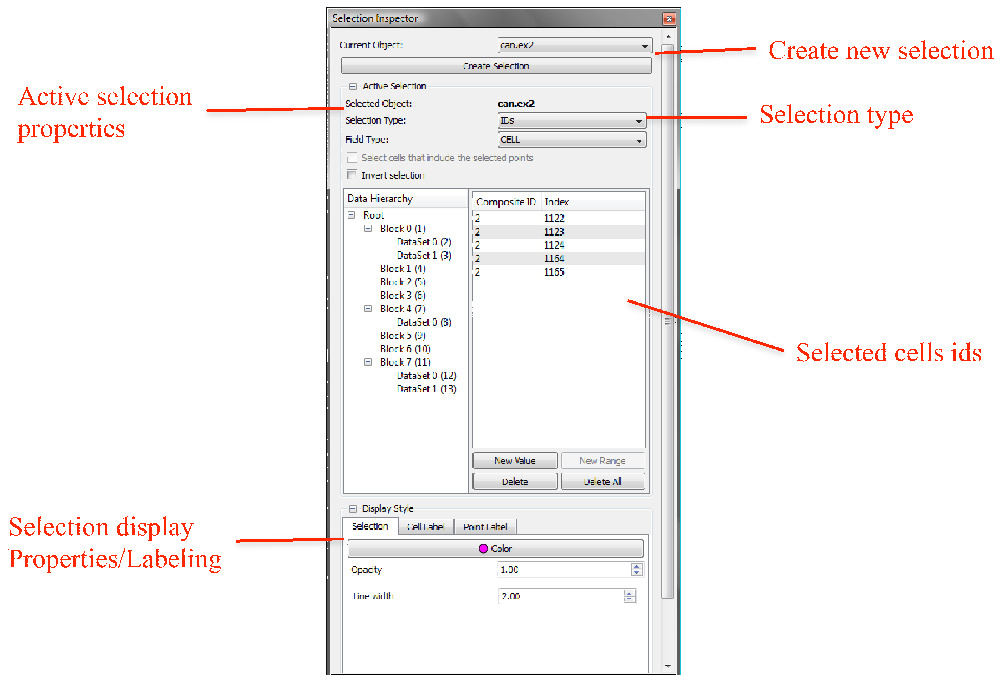 Selection Inspector
Current Object: can.ex2
Create new selection
Create Selection
Active Selection
Active selection
properties
Selected Object: can.ex2
Selection Type: IDs
Selection type
Field Type: CELL
Select cells that include the selected points
Invert selection
Data Hierarchy
Root
Block 0 (1)
DataSet 0 (2)
DataSet 1 (3)
Block 1 (4)
Block 2 (5)
Block 3 (6)
Block 4 (7)
DataSet 0 (8)
Block 5 (9)
Block 6 (10)
Block 7 (11)
DataSet 0 (12)
DataSet 1 (13)
Composite ID Index
2 1122
2 1123
2 1124
2 1164
2 1165
Selected cells ids
New Value New Range
Delete Delete All
Display Style
Selection Cell Label Point Label
Selection display
Properties/Labeling
Color
Opacity 1.00
Line width 2.00